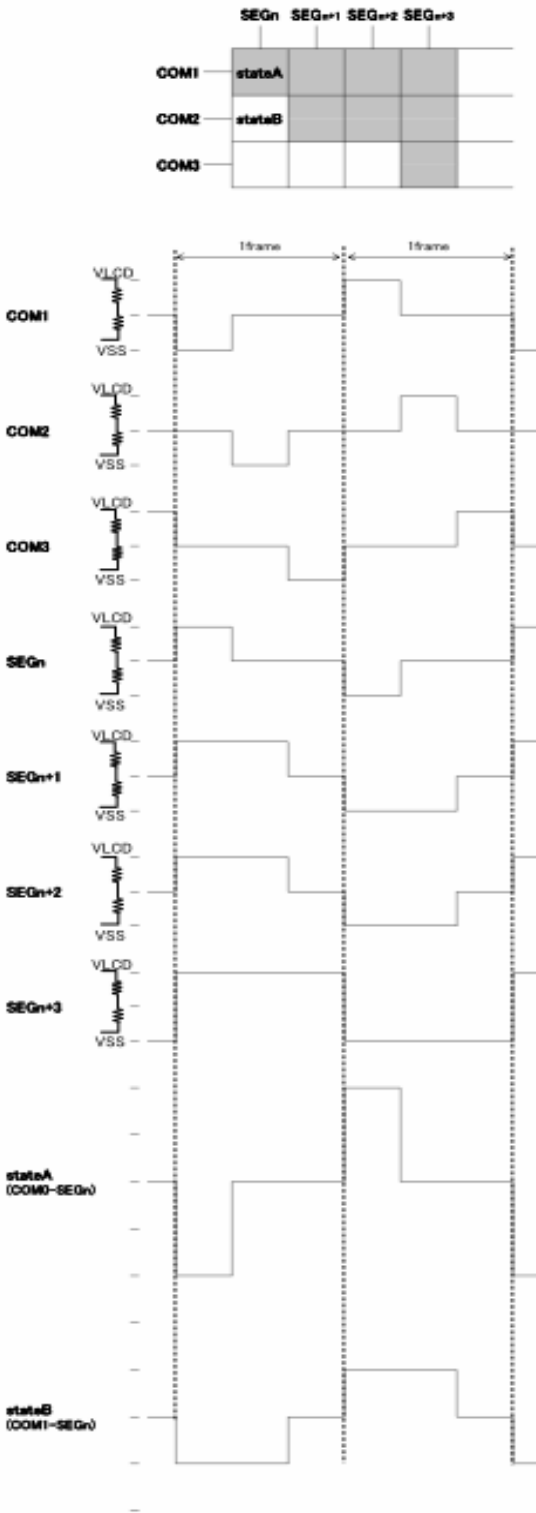 SEGn SEGn+1 SEGn+2 SEGn+3
COM1 stateA
COM2 stateB
COM3
1frame 1frame
VLCD
COM1
VSS
VLCD
COM2
VSS
VLCD
COM3
VSS
VLCD
SEGn
VSS
VLCD
SEGn+1
VSS
VLCD
SEGn+2
VSS
VLCD
SEGn+3
VSS
stateA
(COM0-SEGn)
stateB
(COM1-SEGn)